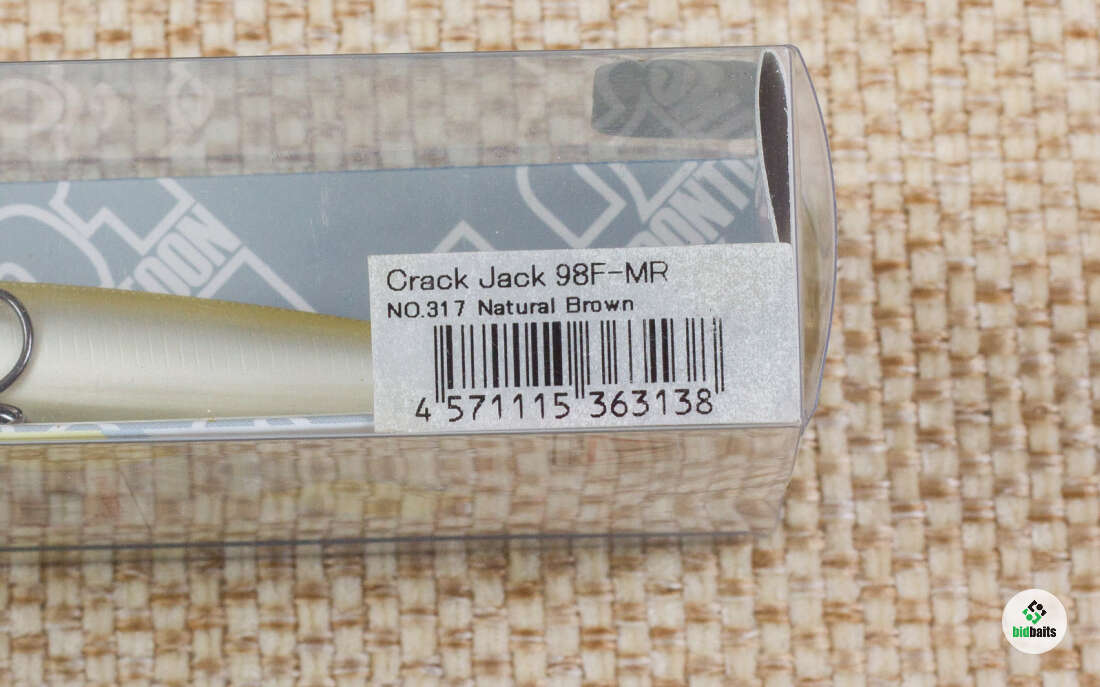 Crack Jack 98F-MR
NO.317 Natural Brown
4 571115 363138
bidbaits